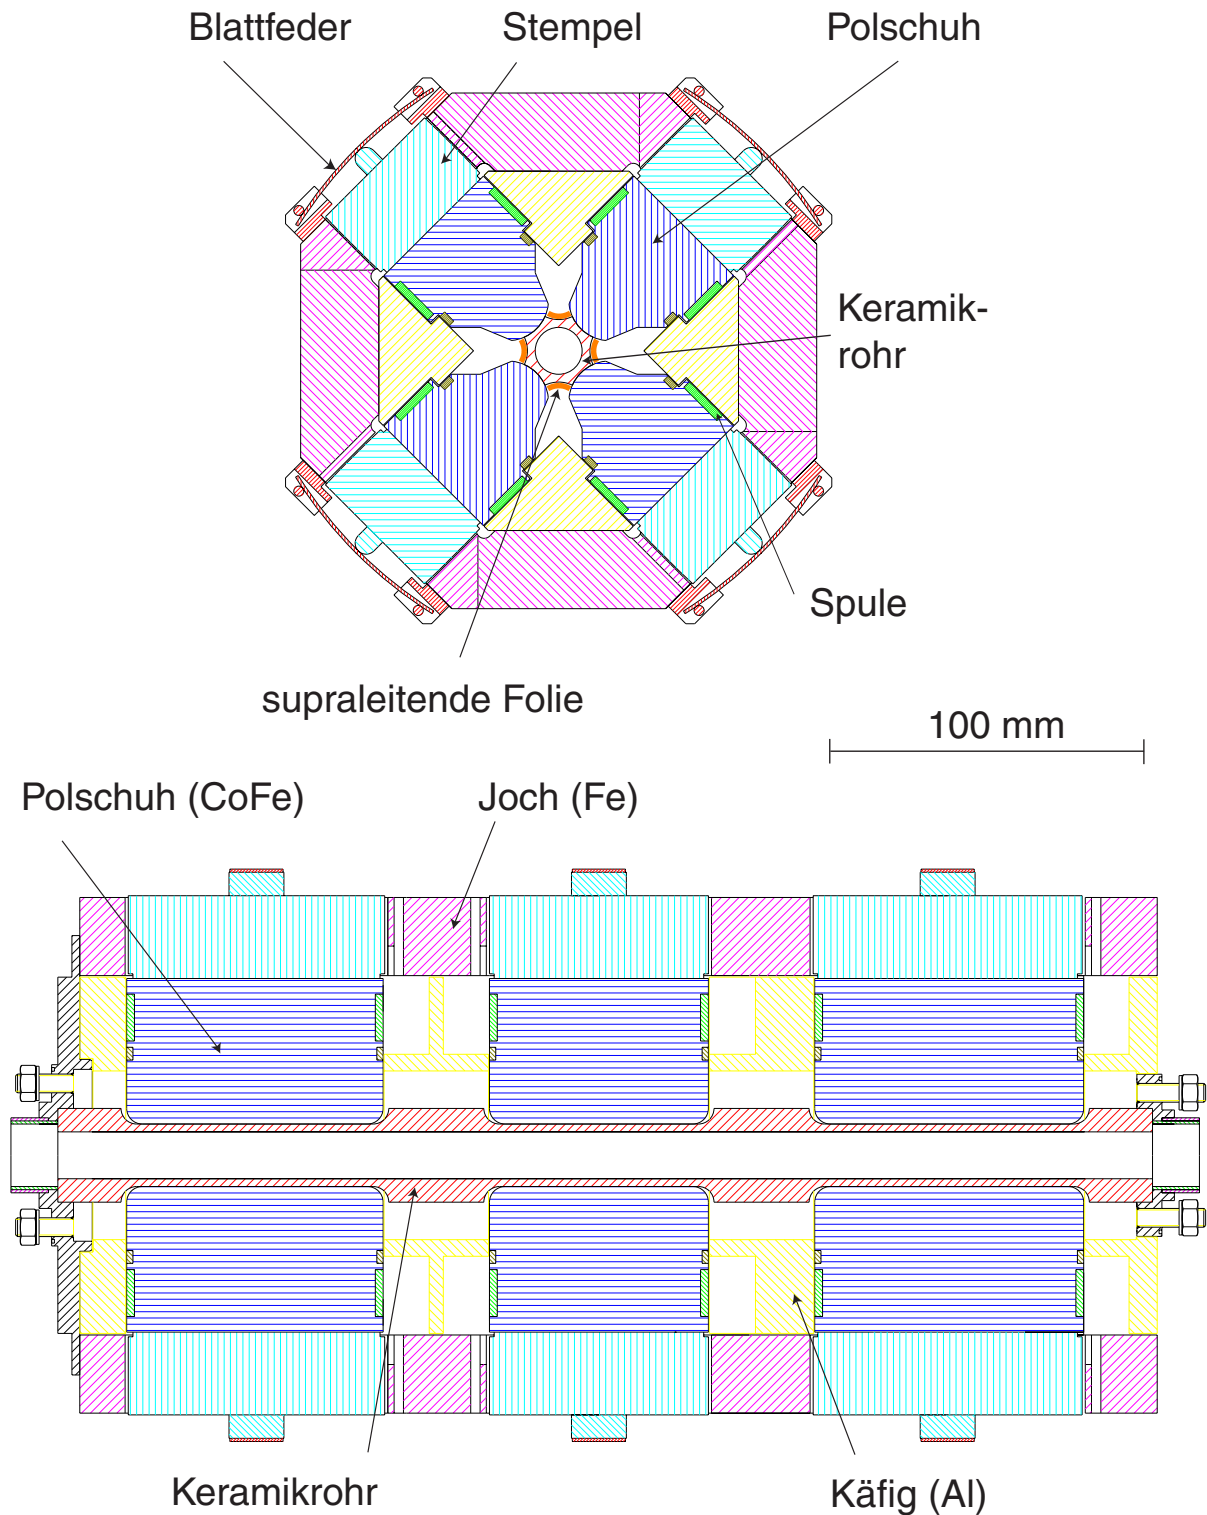 Blattfeder
Stempel
Polschuh
Keramik-
rohr
Spule
supraleitende Folie
100 mm
Polschuh (CoFe)
Joch (Fe)
Keramikrohr
Käfig (Al)